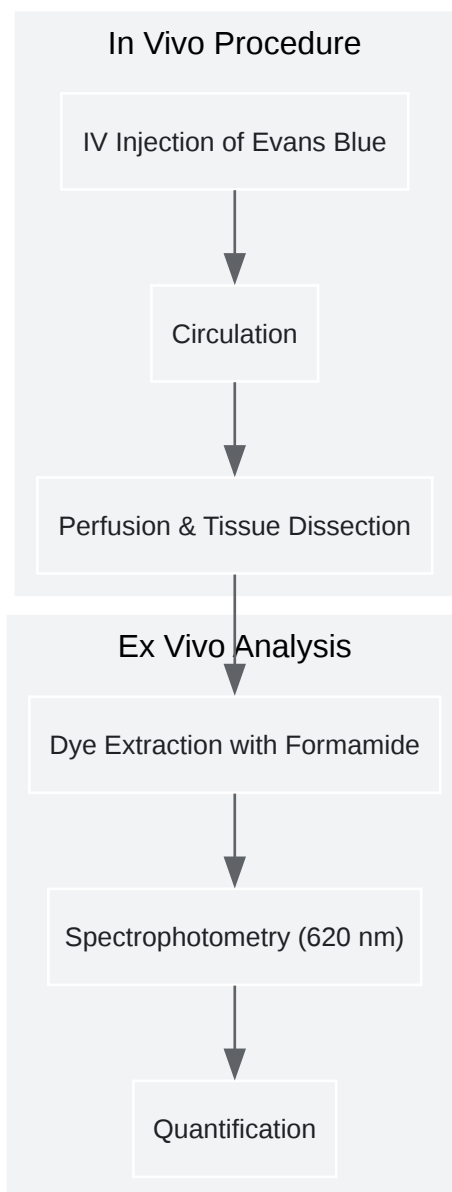 In Vivo Procedure
IV Injection of Evans Blue
Circulation
Perfusion & Tissue Dissection
Ex Vivo Analysis
Dye Extraction with Formamide
Spectrophotometry (620 nm)
Quantification